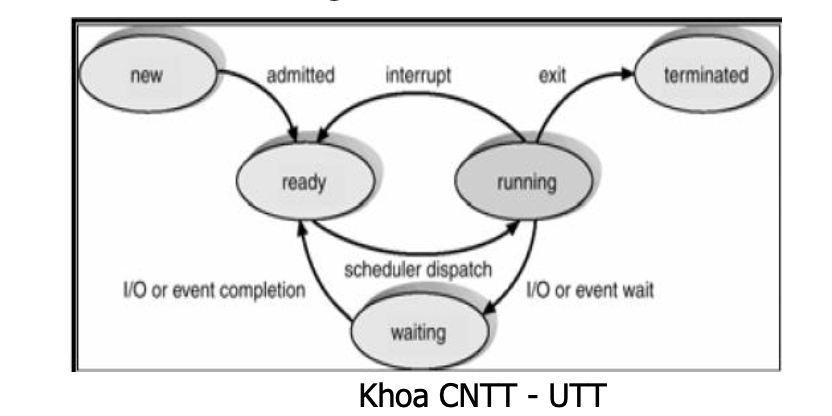 new
admitted
interrupt
exit
terminated
ready
running
scheduler dispatch
I/O or event completion
I/O or event wait
waiting
Khoa CNTT - UTT